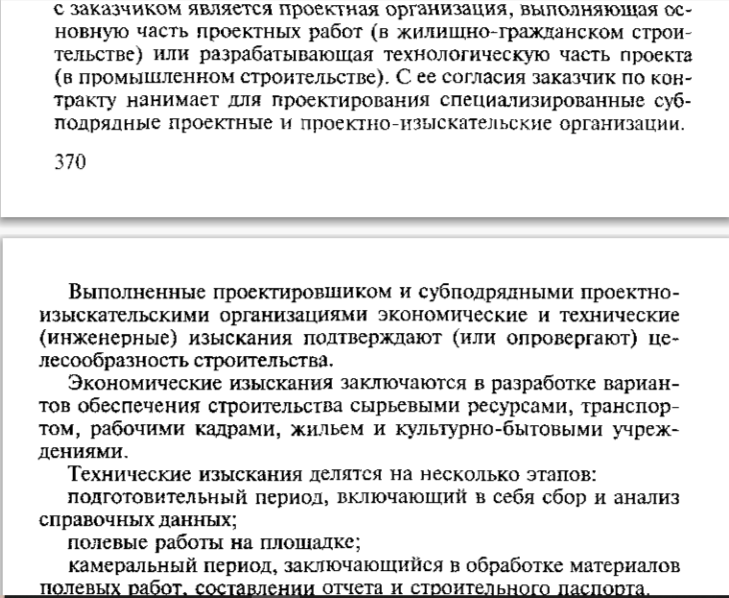 с заказчиком является проектная организация, выполняющая ос-
новную часть проектных работ (в жилищно-гражданском строи-
тельстве) или разрабатывающая технологическую часть проекта
(в промышленном строительстве). С ее согласия заказчик по кон-
тракту нанимает для проектирования специализированные суб-
подрядные проектные и проектно-изыскательские организации.
370
Выполненные проектировщиком и субподрядными проектно-
изыскательскими организациями экономические и технические
(инженерные) изыскания подтверждают (или опровергают) це-
лесообразность строительства.
Экономические изыскания заключаются в разработке вариан-
тов обеспечения строительства сырьевыми ресурсами, транспор-
том, рабочими кадрами, жильем и культурно-бытовыми учреж-
дениями.
Технические изыскания делятся на несколько этапов:
подготовительный период, включающий в себя сбор и анализ
справочных данных;
полевые работы на площадке;
камеральный период, заключающийся в обработке материалов
полевых работ, составлении отчета и строительного паспорта.